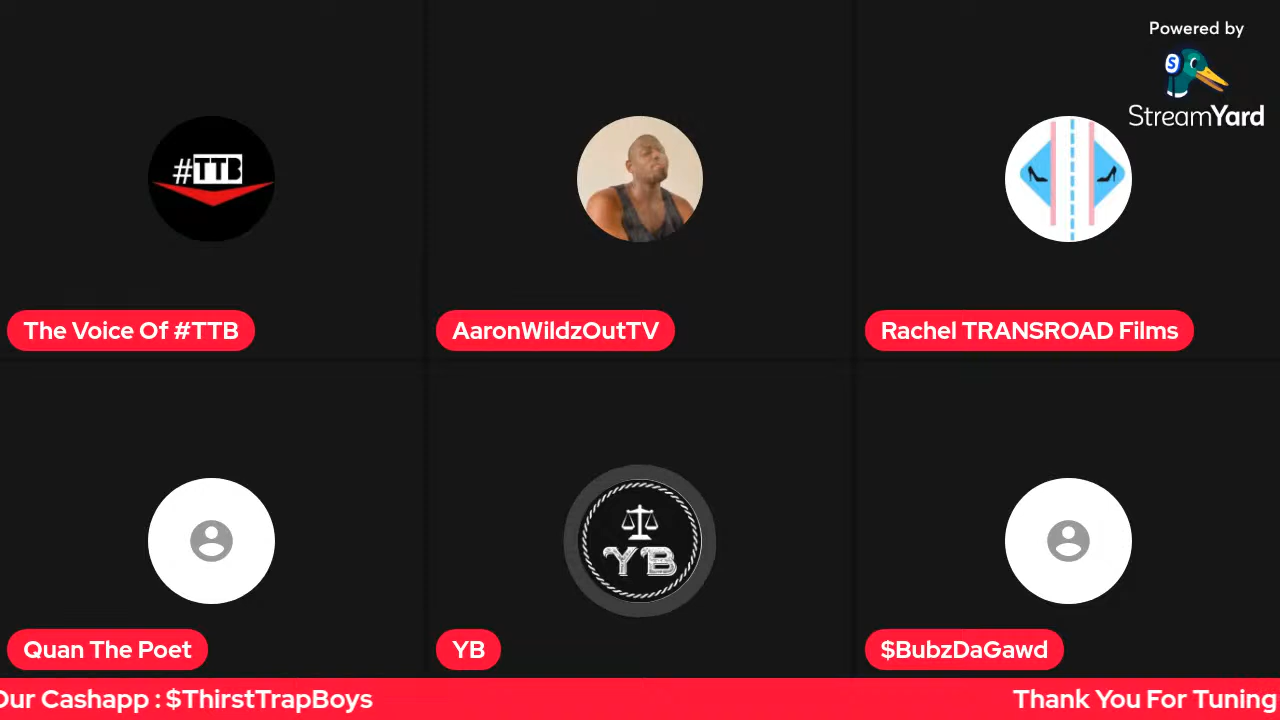 Powered by
S
StreamYard
#TTB
The Voice Of #TTB
AaronWildzOutTV
Rachel TRANSROAD Films
YB
Quan The Poet
YB
$BubzDaGawd
Our Cashapp : $ThirstTrapBoys
Thank You For Tuning